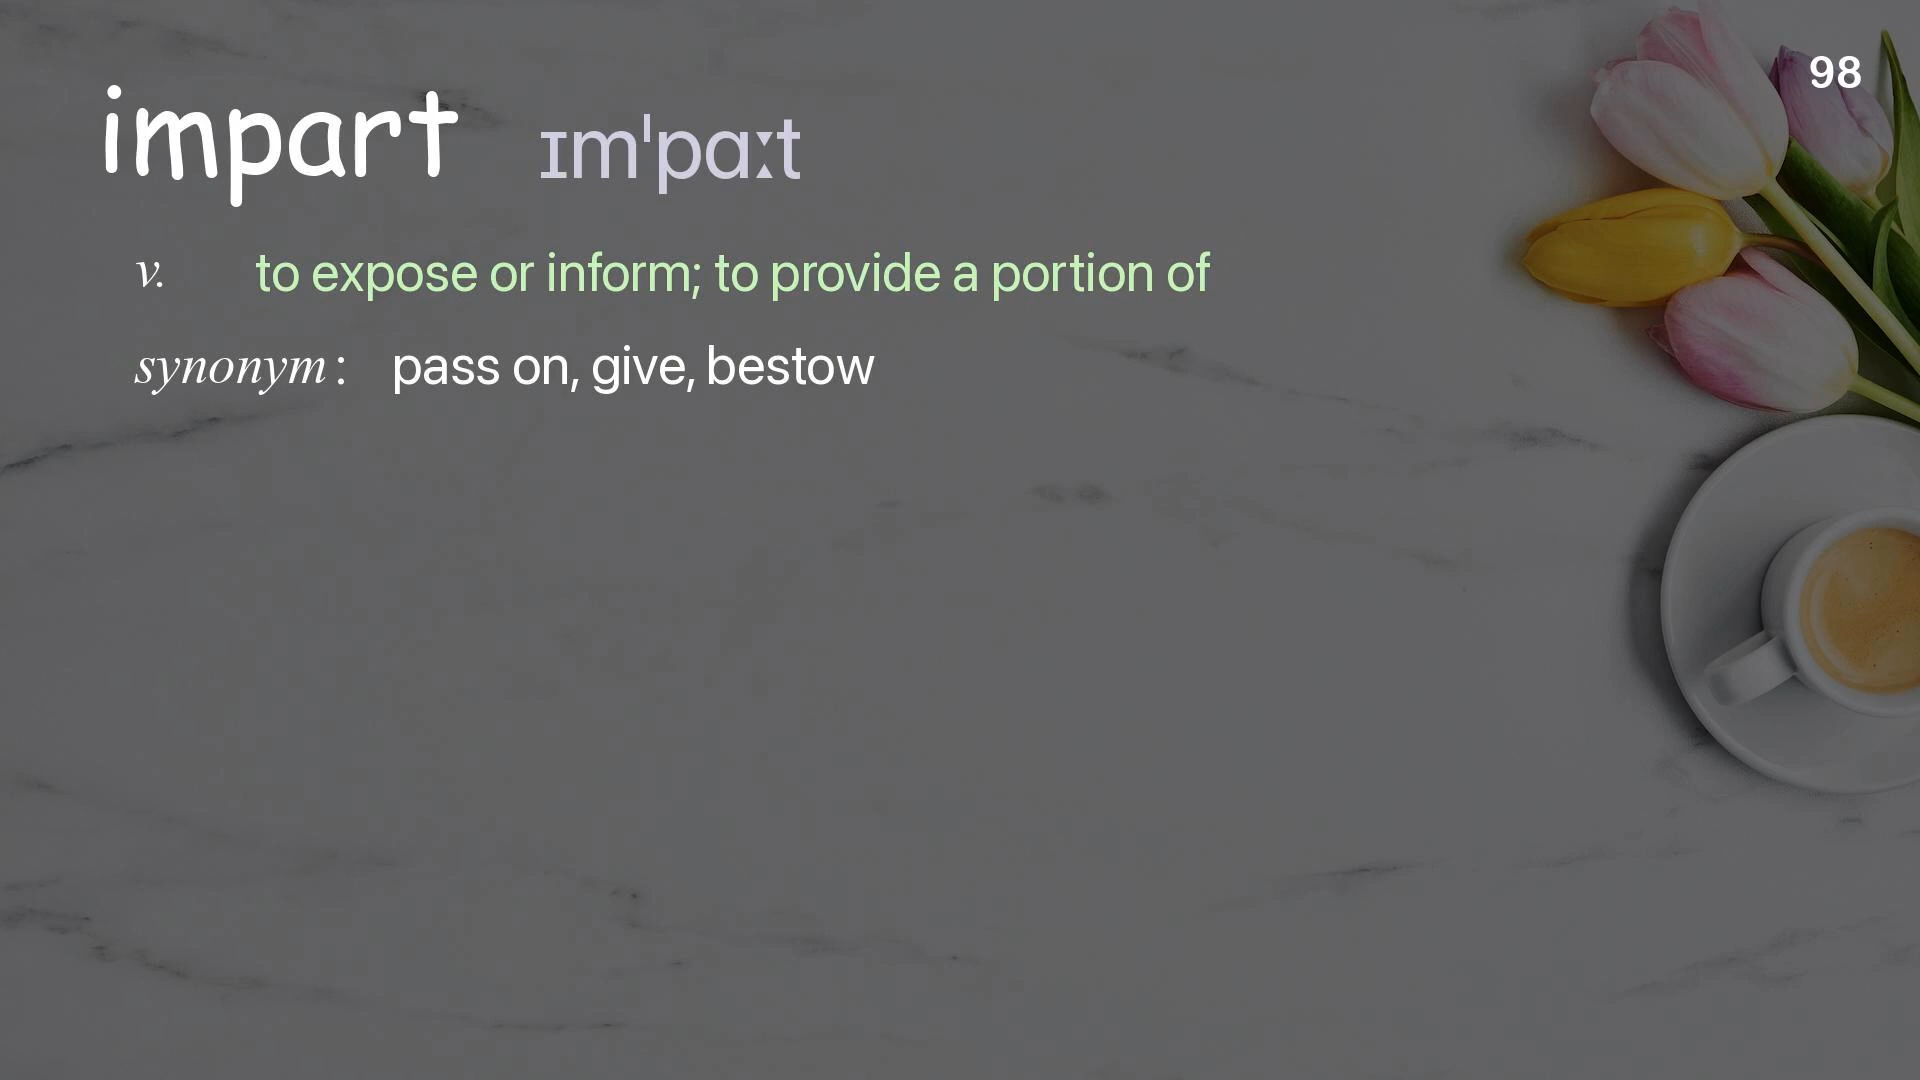 98
impart ɪmˈpɑːt
v. to expose or inform; to provide a portion of
synonym : pass on, give, bestow